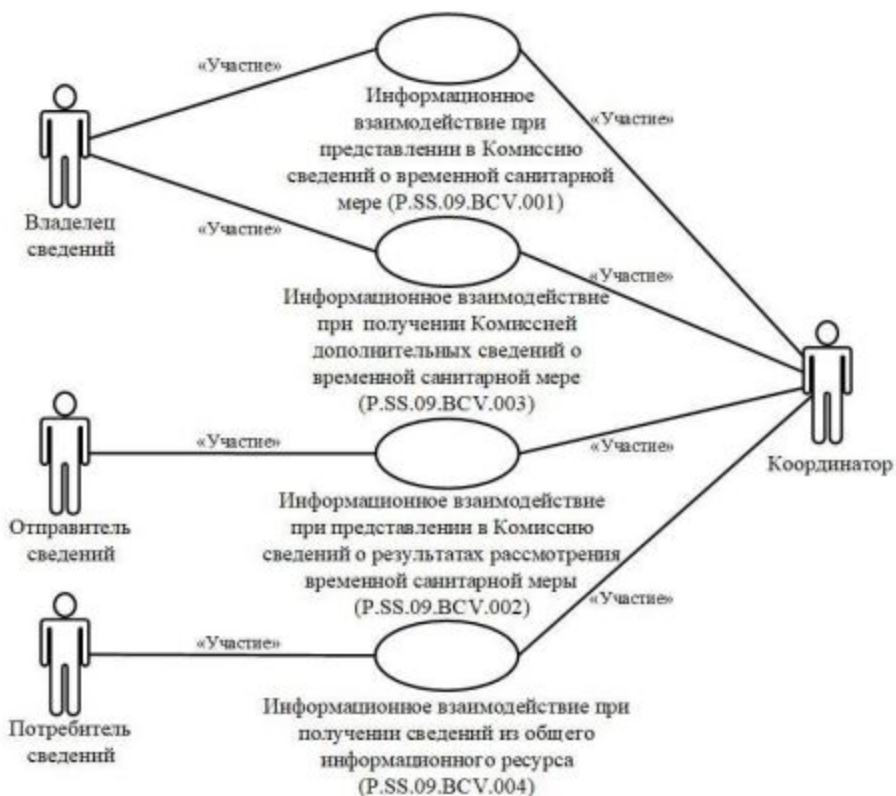 «Участие»
Информационное
взаимодействие при
представлении в Комиссию
сведений о временной санитарной
мере (P.SS.09.BCV.001)
«Участие»
Владелец
сведений
«Участие»
Информационное взаимодействие
при получении Комиссией
дополнительных сведений о
временной санитарной мере
(P.SS.09.BCV.003)
«Участие»
Координатор
Отправитель
сведений
«Участие»
Информационное взаимодействие
при представлении в Комиссию
сведений о результатах рассмотрения
временной санитарной меры
(P.SS.09.BCV.002)
«Участие»
Потребитель
сведений
«Участие»
Информационное взаимодействие при
получении сведений из общего
информационного ресурса
(P.SS.09.BCV.004)
«Участие»